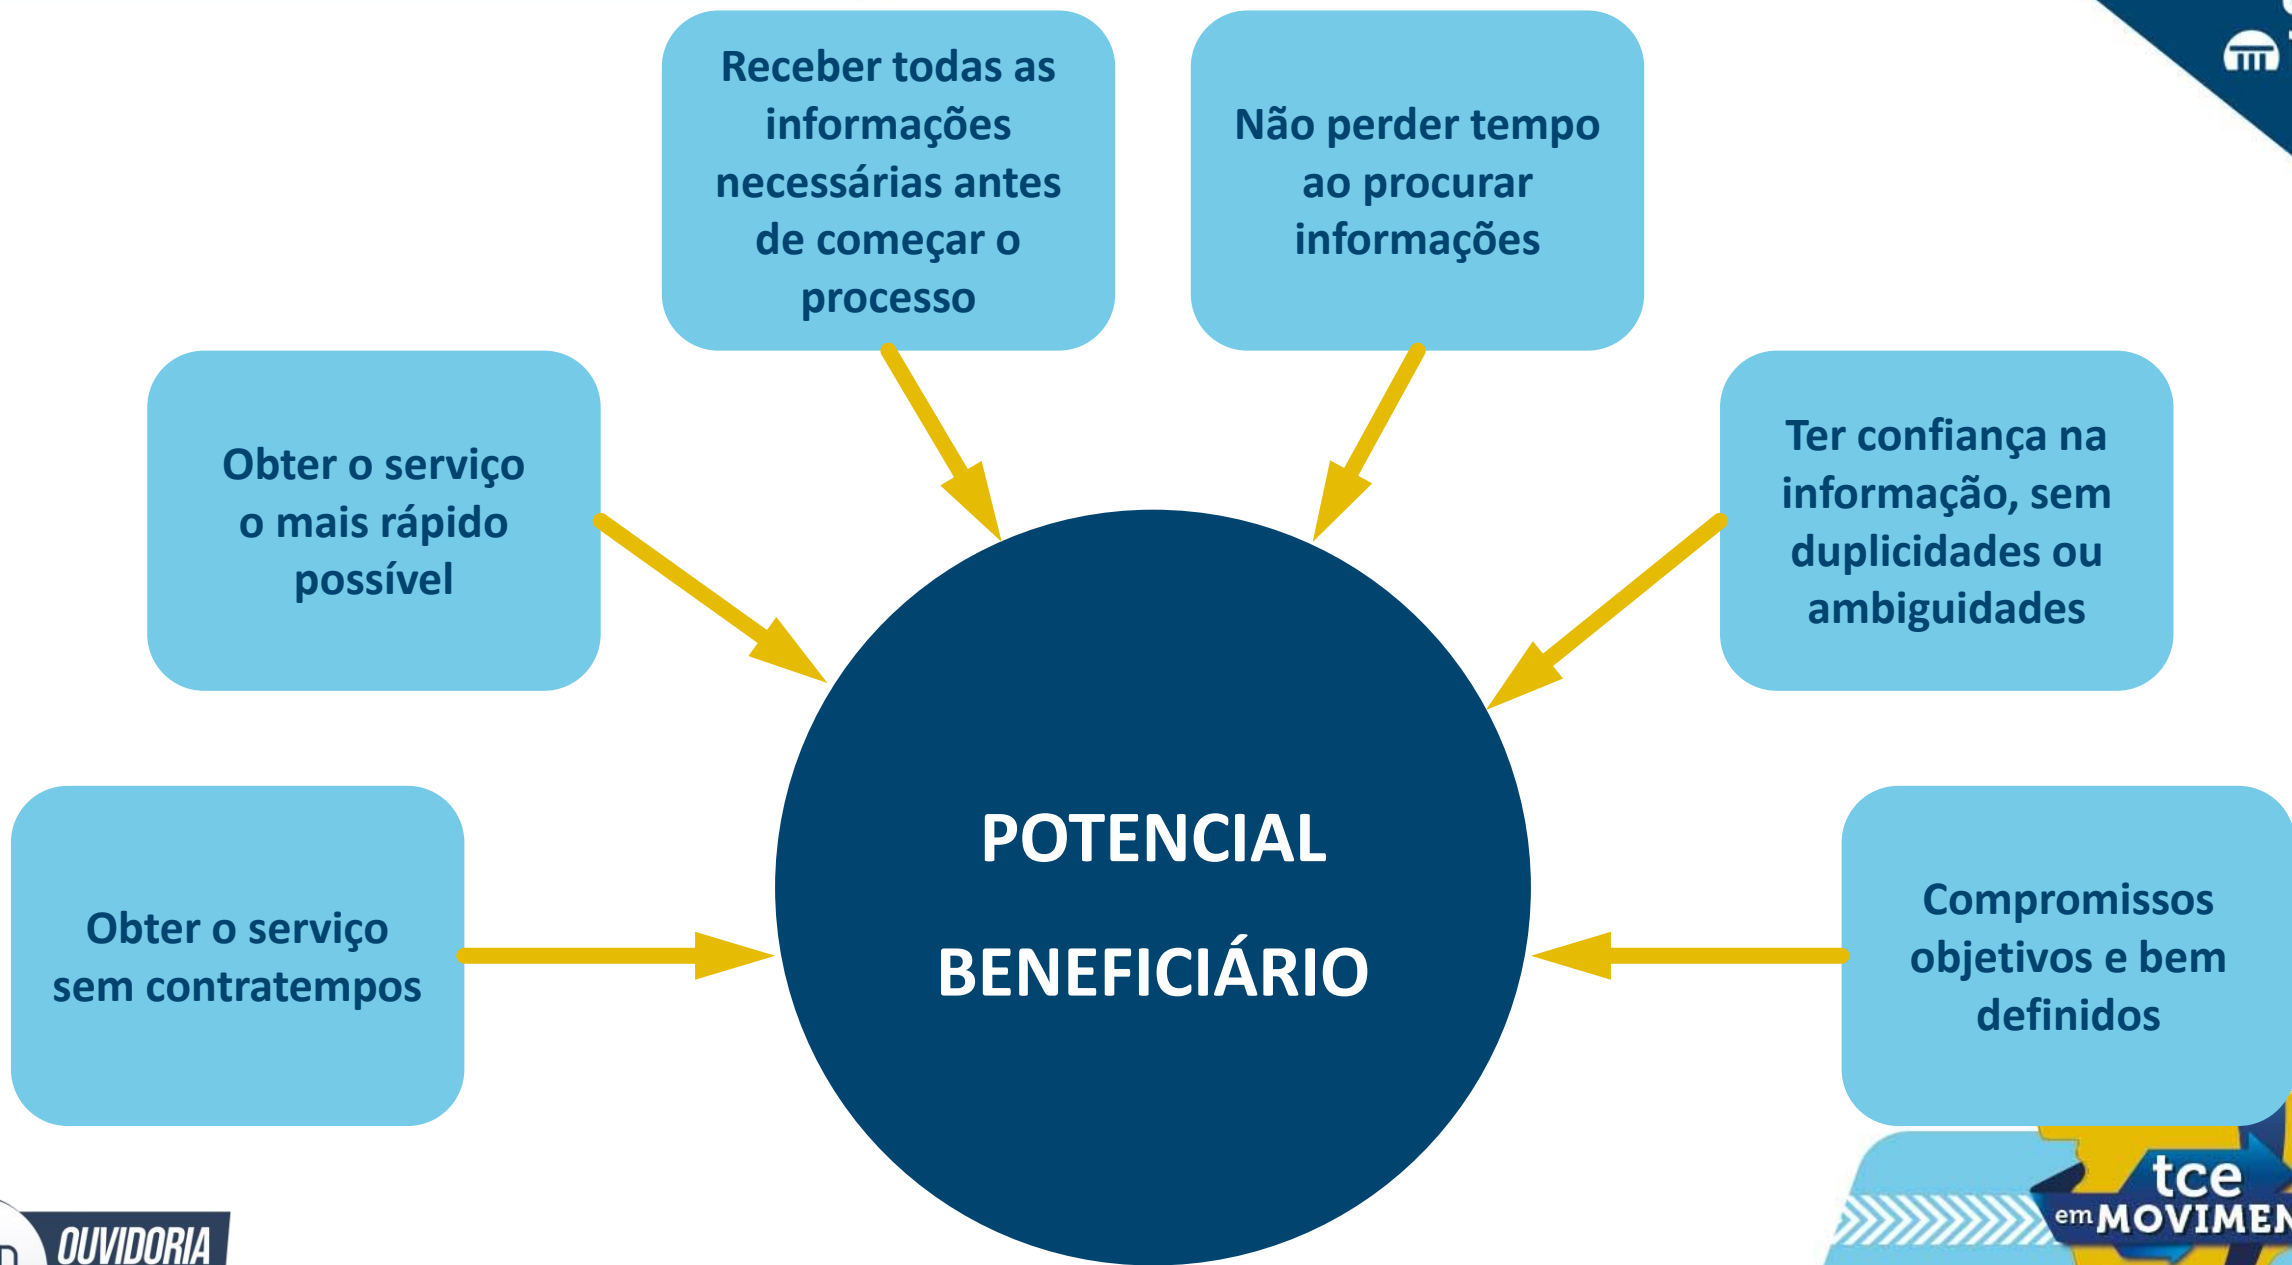 Receber todas as
informações
necessárias antes
de começar o
processo
Não perder tempo
ao procurar
informações
Obter o serviço
o mais rápido
possível
Ter confiança na
informação, sem
duplicidades ou
ambiguidades
Obter o serviço
sem contratempos
POTENCIAL
BENEFICIÁRIO
Compromissos
objetivos e bem
definidos
OUVIDORIA
tce
em MOVIMEN